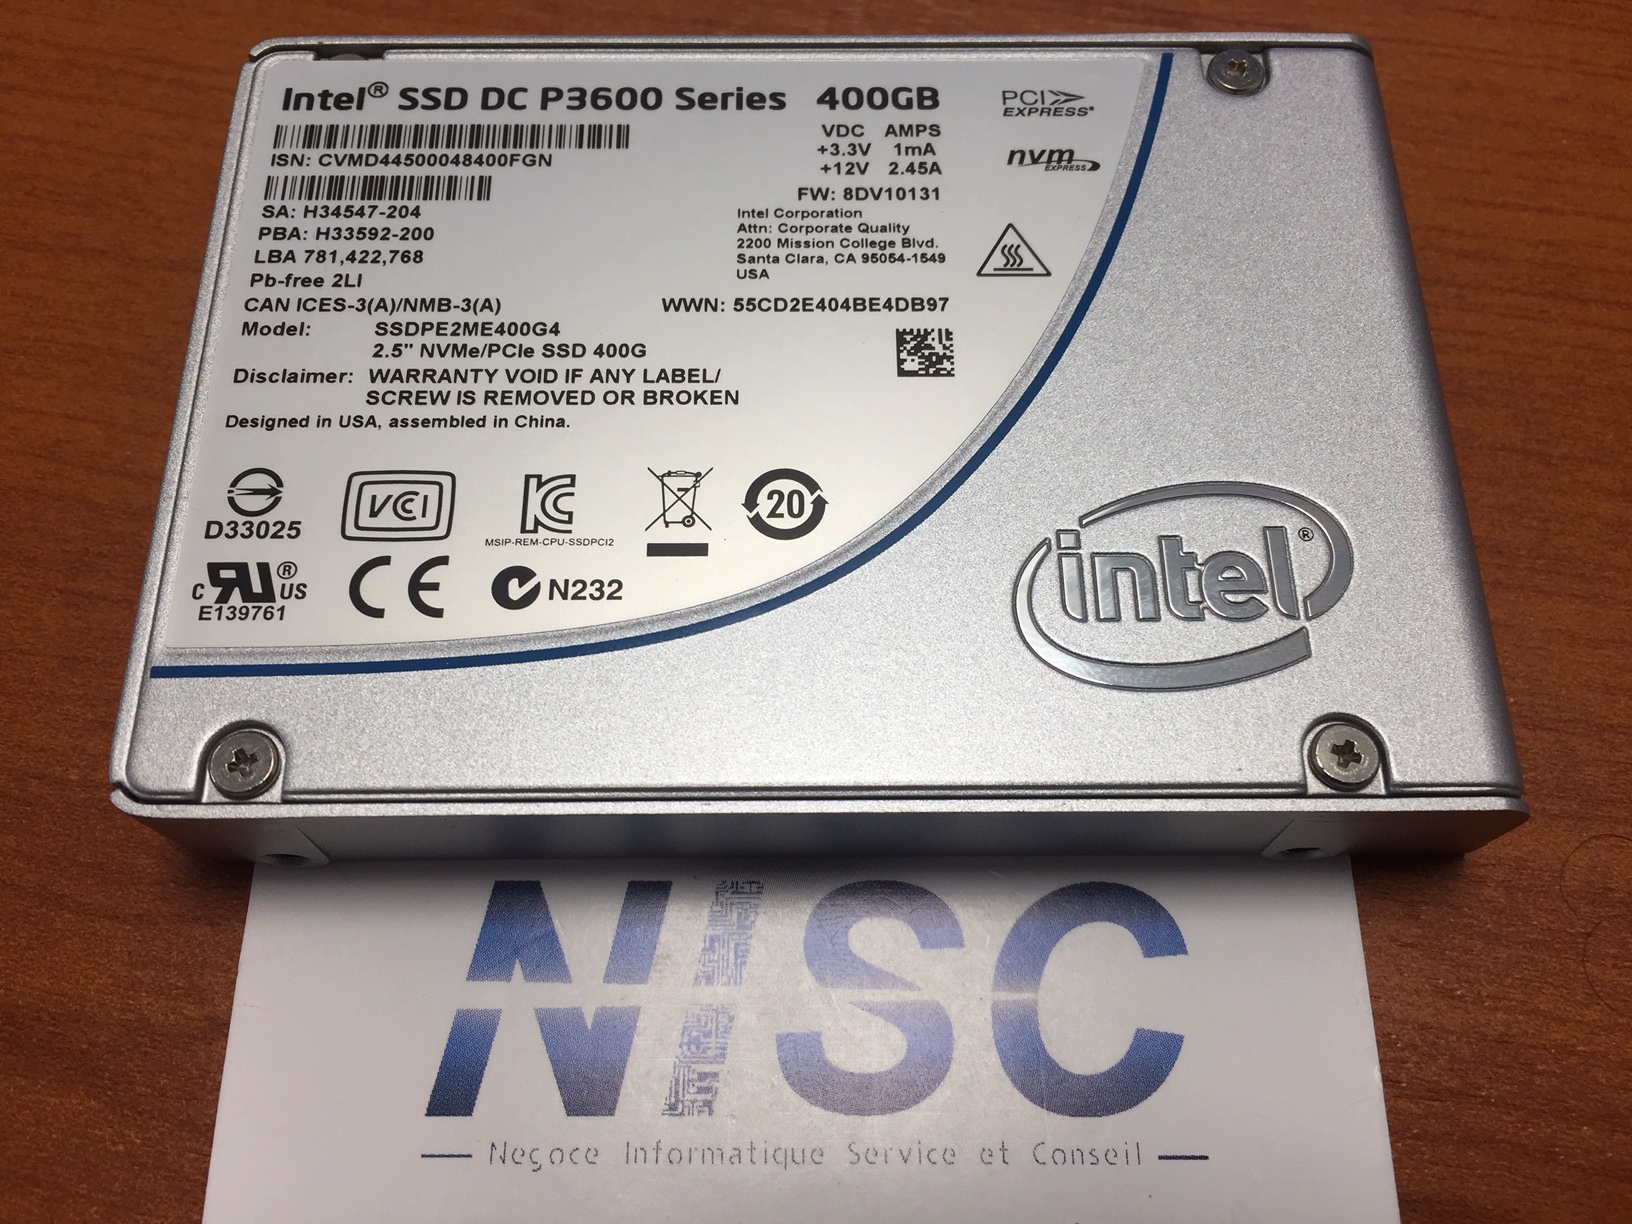 Intel® SSD DC P3600 Series 400GB
PCI EXPRESS®
VDC AMPS
+3.3V 1mA
+12V 2.45A
nvm EXPRESS
ISN: CVMD44500048400FGN
FW: 8DV10131
SA: H34547-204
PBA: H33592-200
LBA 781,422,768
Pb-free 2LI
Intel Corporation
Attn: Corporate Quality
2200 Mission College Blvd.
Santa Clara, CA 95054-1549
USA
CAN ICES-3(A)/NMB-3(A)
WWN: 55CD2E404BE4DB97
Model: SSDPE2ME400G4
2.5" NVMe/PCIe SSD 400G
Disclaimer: WARRANTY VOID IF ANY LABEL/
SCREW IS REMOVED OR BROKEN
Designed in USA, assembled in China.
D33025
VCI
KC
MSIP-REM-CPU-SSDPCI2
20
c RU® US
E139761
CE
N232
intel®
NISC
Negoce Informatique Service et Conseil